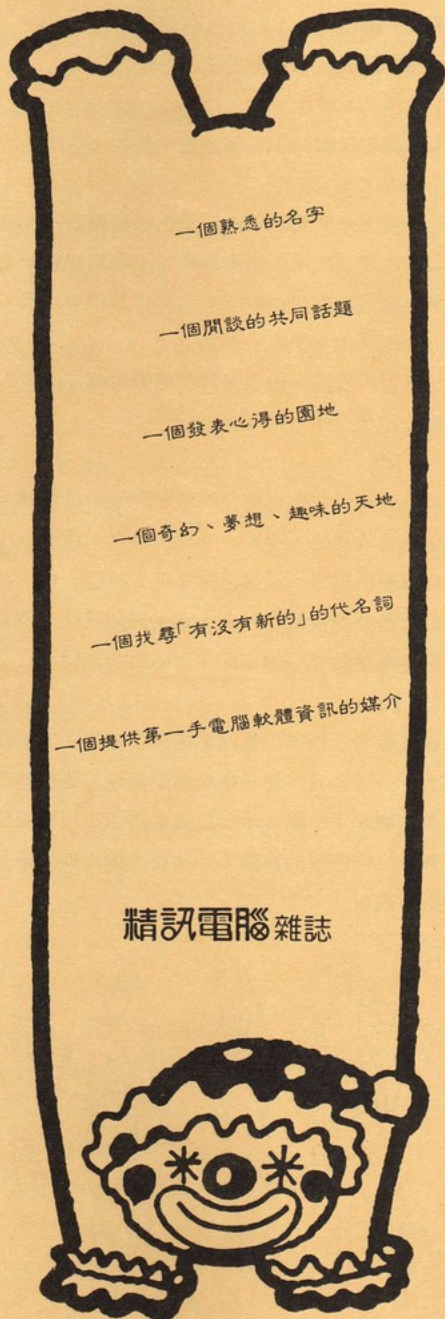 一個熟悉的名字
一個閒談的共同話題
一個發表心得的園地
一個奇幻、夢想、趣味的天地
一個找尋「有沒有新的」的代名詞
一個提供第一手電腦軟體資訊的媒介
精訊電腦雜誌